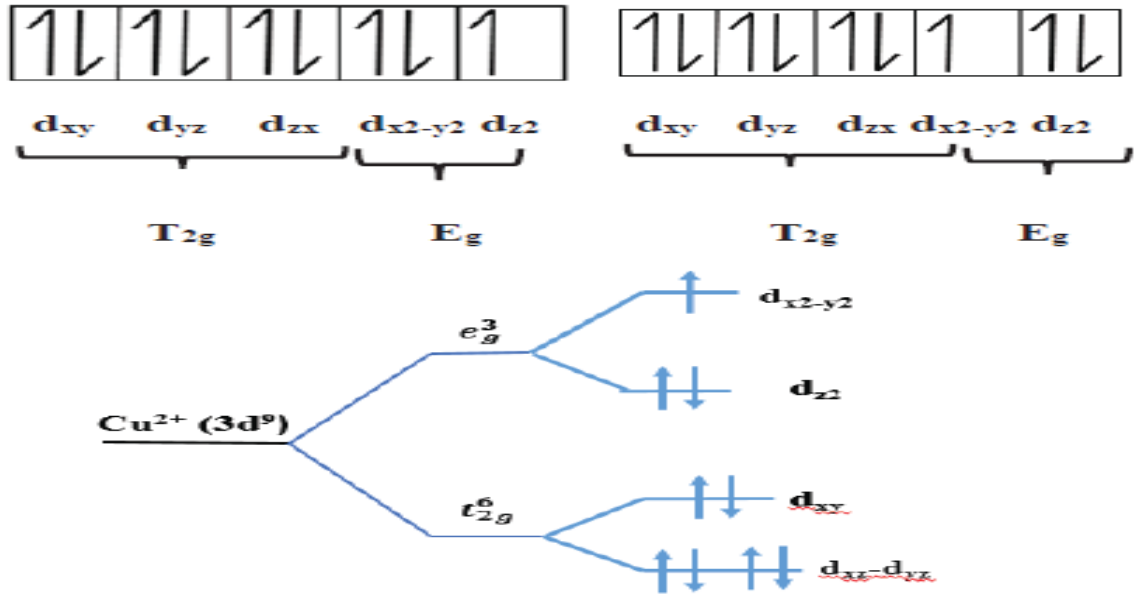 dxy dyz dzx dx2-y2 dz2 dxy dyz dzx dx2-y2 dz2
T2g Eg T2g Eg
dx2-y2
e³g
dz2
Cu²⁺ (3d⁹)
t⁶2g
dxy
dxz-dyz